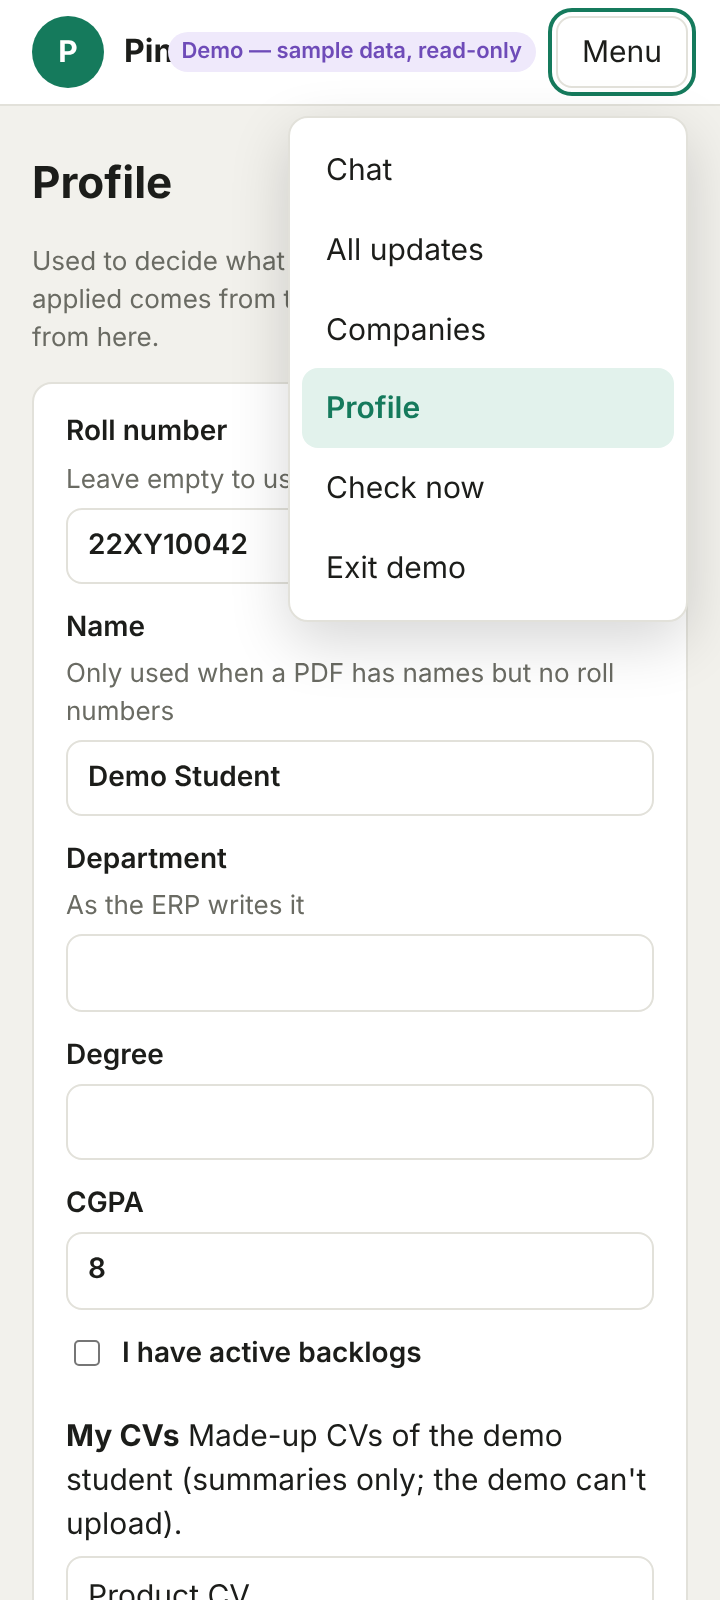 P
Pin
Demo — sample data, read-only
Menu
Chat
All updates
Companies
Profile
Check now
Exit demo
Profile
Used to decide what
applied comes from
from here.
Roll number
Leave empty to us
22XY10042
Name
Only used when a PDF has names but no roll
numbers
Demo Student
Department
As the ERP writes it
Degree
CGPA
8
I have active backlogs
My CVs Made-up CVs of the demo
student (summaries only; the demo can't
upload).
Product CV